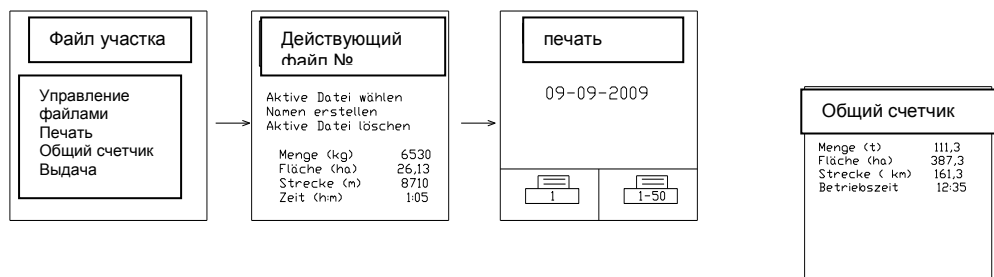 Файл участка
Управление
файлами
Печать
Общий счетчик
Выдача
Действующий
файл №
Aktive Datei wählen
Namen erstellen
Aktive Datei löschen
Menge (kg) 6530
Fläche (ha) 26,13
Strecke (m) 8710
Zeit (h:m) 1:05
печать
09-09-2009
1
1-50
Общий счетчик
Menge (t) 111,3
Fläche (ha) 387,3
Strecke ( km) 161,3
Betriebszeit 12:35